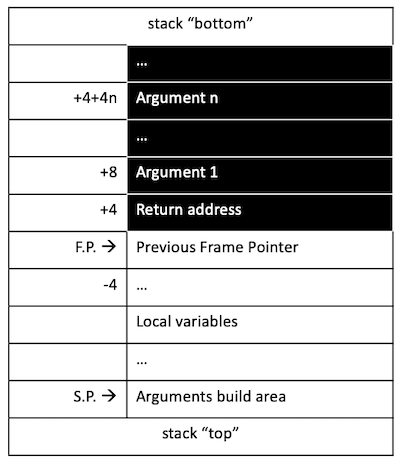 stack “bottom”
…
+4+4n Argument n
…
+8 Argument 1
+4 Return address
F.P. → Previous Frame Pointer
-4 …
Local variables
…
S.P. → Arguments build area
stack “top”